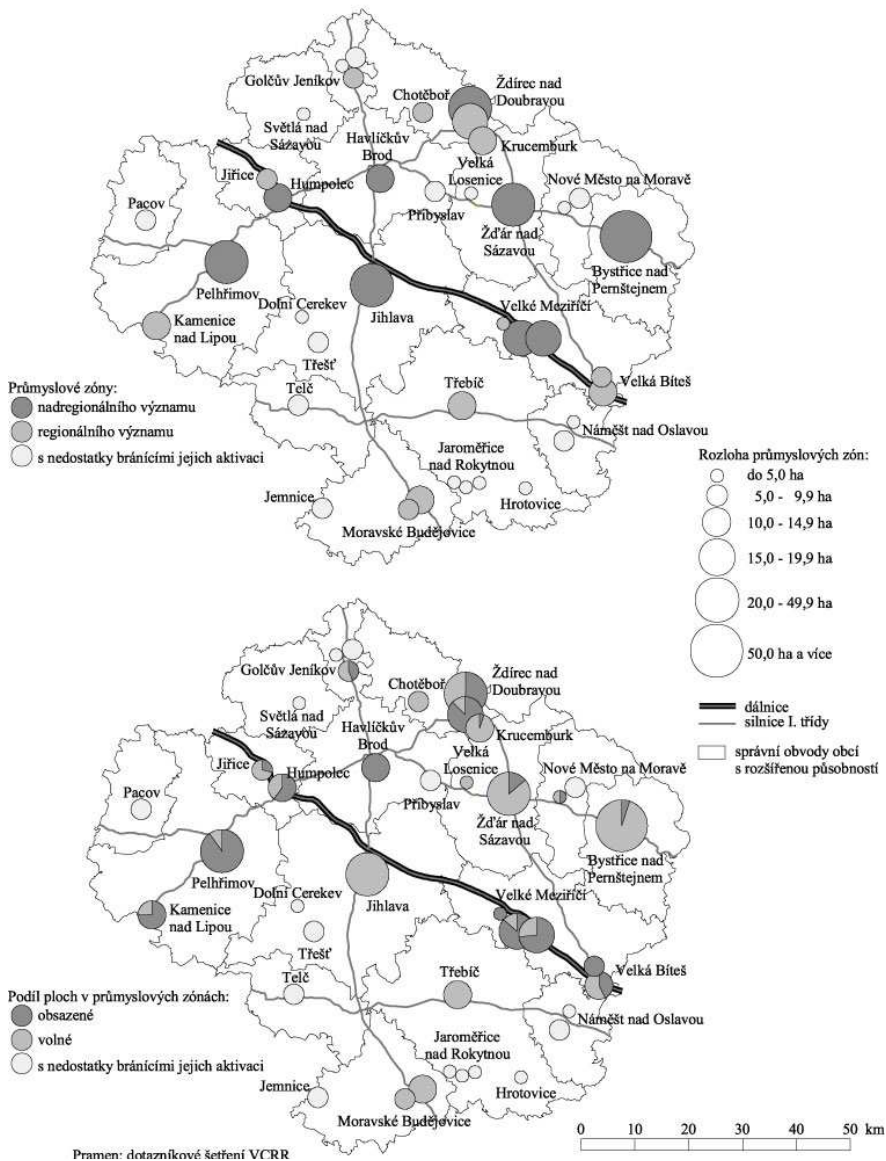 Golčův Jeníkov
Chotěboř
Ždírec nad
Doubravou
Světlá nad
Sázavou
Havlíčkův
Brod
Krucemburk
Velká
Losenice
Nové Město na Moravě
Jiřice
Humpolec
Pacov
Přibyslav
Žďár nad
Sázavou
Bystřice nad
Pernštejnem
Pelhřimov
Dolní Cerekev
Jihlava
Velké Meziříčí
Kamenice
nad Lipou
Třešť
Velká Bíteš
Průmyslové zóny:
nadregionálního významu
regionálního významu
s nedostatky bránícími jejich aktivaci
Telč
Třebíč
Náměšť nad Oslavou
Jaroměřice
nad Rokytnou
Jemnice
Hrotovice
Moravské Budějovice
Rozloha průmyslových zón:
do 5,0 ha
5,0 - 9,9 ha
10,0 - 14,9 ha
15,0 - 19,9 ha
20,0 - 49,9 ha
50,0 ha a více
dálnice
silnice I. třídy
správní obvody obcí
s rozšířenou působností
Golčův Jeníkov
Chotěboř
Ždírec nad
Doubravou
Světlá nad
Sázavou
Havlíčkův
Brod
Krucemburk
Velká
Losenice
Nové Město na Moravě
Jiřice
Humpolec
Pacov
Přibyslav
Žďár nad
Sázavou
Bystřice nad
Pernštejnem
Pelhřimov
Dolní Cerekev
Jihlava
Velké Meziříčí
Kamenice
nad Lipou
Třešť
Velká Bíteš
Podíl ploch v průmyslových zónách:
obsazené
volné
s nedostatky bránícími jejich aktivaci
Telč
Třebíč
Náměšť nad Oslavou
Jaroměřice
nad Rokytnou
Jemnice
Hrotovice
Moravské Budějovice
Pramen: dotazníkové šetření VCRR
0 10 20 30 40 50 km